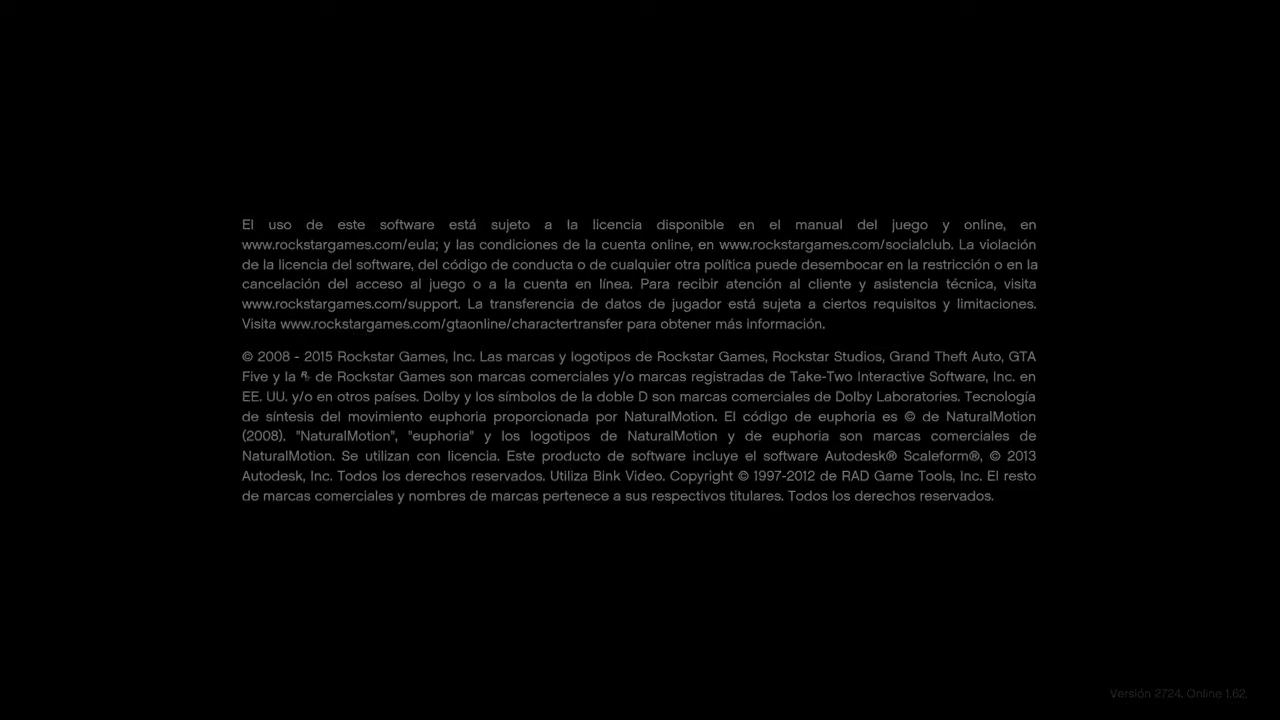 El uso de este software está sujeto a la licencia disponible en el manual del juego y online, en
www.rockstargames.com/eula; y las condiciones de la cuenta online, en www.rockstargames.com/socialclub. La violación
de la licencia del software, del código de conducta o de cualquier otra política puede desembocar en la restricción o en la
cancelación del acceso al juego o a la cuenta en línea. Para recibir atención al cliente y asistencia técnica, visita
www.rockstargames.com/support. La transferencia de datos de jugador está sujeta a ciertos requisitos y limitaciones.
Visita www.rockstargames.com/gtaonline/charactertransfer para obtener más información.
© 2008 - 2015 Rockstar Games, Inc. Las marcas y logotipos de Rockstar Games, Rockstar Studios, Grand Theft Auto, GTA
Five y la R* de Rockstar Games son marcas comerciales y/o marcas registradas de Take-Two Interactive Software, Inc. en
EE. UU. y/o en otros países. Dolby y los símbolos de la doble D son marcas comerciales de Dolby Laboratories. Tecnología
de síntesis del movimiento euphoria proporcionada por NaturalMotion. El código de euphoria es © de NaturalMotion
(2008). "NaturalMotion", "euphoria" y los logotipos de NaturalMotion y de euphoria son marcas comerciales de
NaturalMotion. Se utilizan con licencia. Este producto de software incluye el software Autodesk® Scaleform®, © 2013
Autodesk, Inc. Todos los derechos reservados. Utiliza Bink Video. Copyright © 1997-2012 de RAD Game Tools, Inc. El resto
de marcas comerciales y nombres de marcas pertenece a sus respectivos titulares. Todos los derechos reservados.
Versión 2724. Online 1.62.